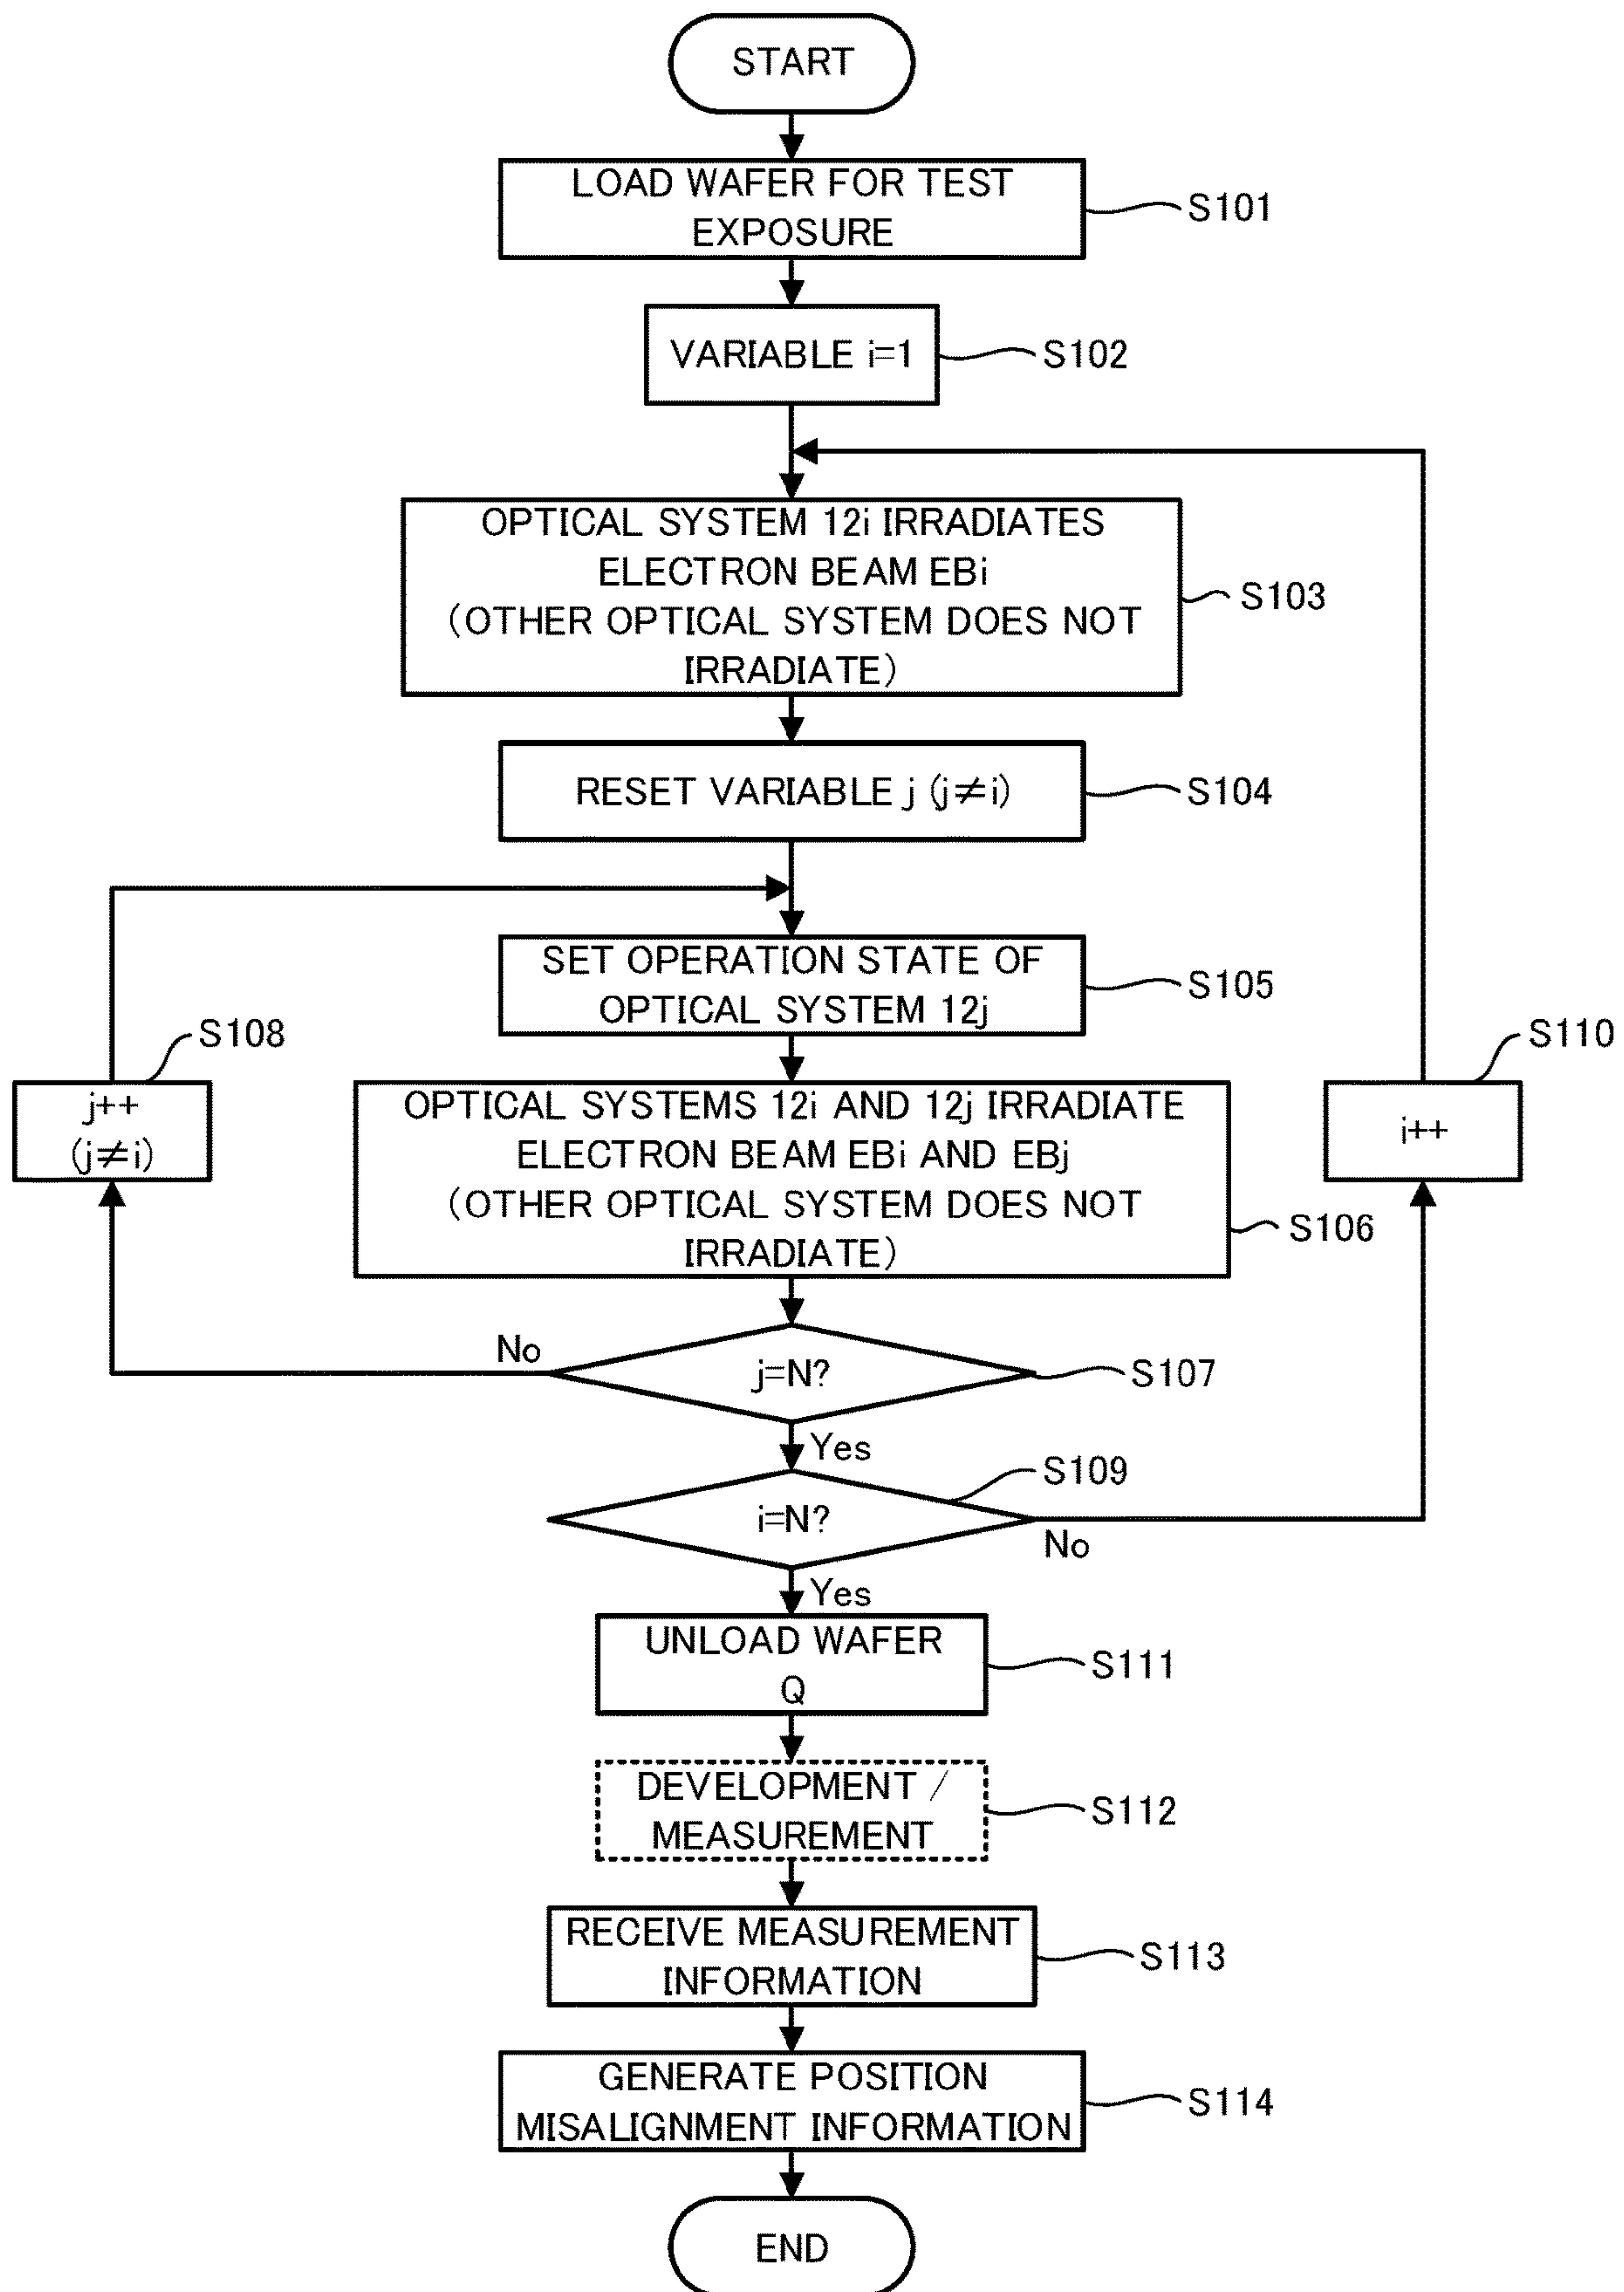 START
LOAD WAFER FOR TEST
EXPOSURE
S101
VARIABLE i=1
S102
OPTICAL SYSTEM 12i IRRADIATES
ELECTRON BEAM EBi
(OTHER OPTICAL SYSTEM DOES NOT
IRRADIATE)
S103
RESET VARIABLE j (j≠i)
S104
SET OPERATION STATE OF
OPTICAL SYSTEM 12j
S105
S108
j++
(j≠i)
OPTICAL SYSTEMS 12i AND 12j IRRADIATE
ELECTRON BEAM EBi AND EBj
(OTHER OPTICAL SYSTEM DOES NOT
IRRADIATE)
S106
S110
i++
No
j=N?
S107
Yes
S109
i=N?
No
Yes
UNLOAD WAFER
Q
S111
DEVELOPMENT /
MEASUREMENT
S112
RECEIVE MEASUREMENT
INFORMATION
S113
GENERATE POSITION
MISALIGNMENT INFORMATION
S114
END